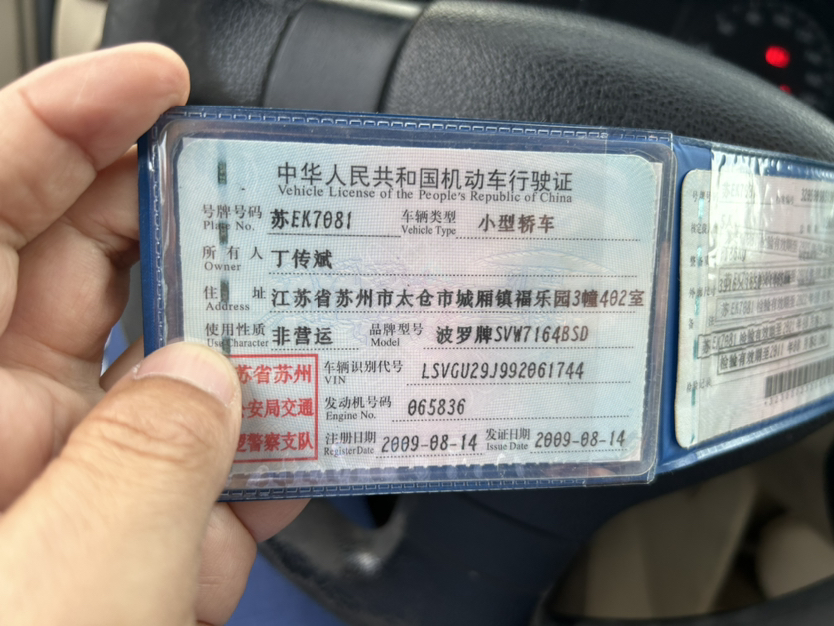 中华人民共和国机动车行驶证
Vehicle License of the People's Republic of China
号牌号码 苏EK7081 车辆类型 小型轿车
Plate No. Vehicle Type
所有人 丁传斌
Owner
住 址 江苏省苏州市太仓市城厢镇福乐园3幢402室
Address
使用性质 非营运 品牌型号 波罗牌SVW7164BSD
Use Character Model
苏省苏州 车辆识别代号 LSVGU29J992061744
VIN
安局交通 发动机号码 065836
Engine No.
警察支队 注册日期 2009-08-14 发证日期 2009-08-14
Register Date Issue Date